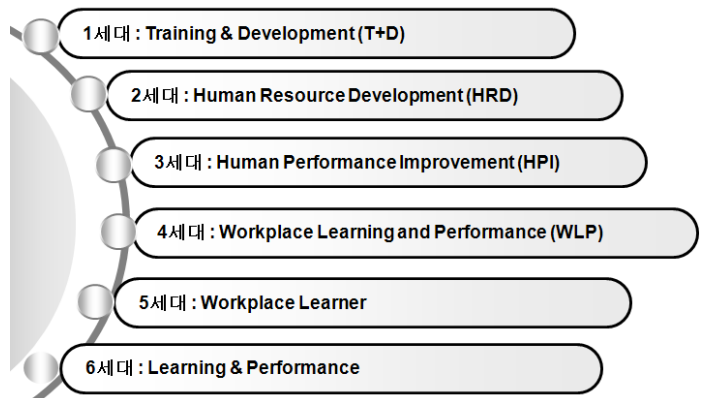 1세대 : Training & Development (T+D)
2세대 : Human Resource Development (HRD)
3세대 : Human Performance Improvement (HPI)
4세대 : Workplace Learning and Performance (WLP)
5세대 : Workplace Learner
6세대 : Learning & Performance